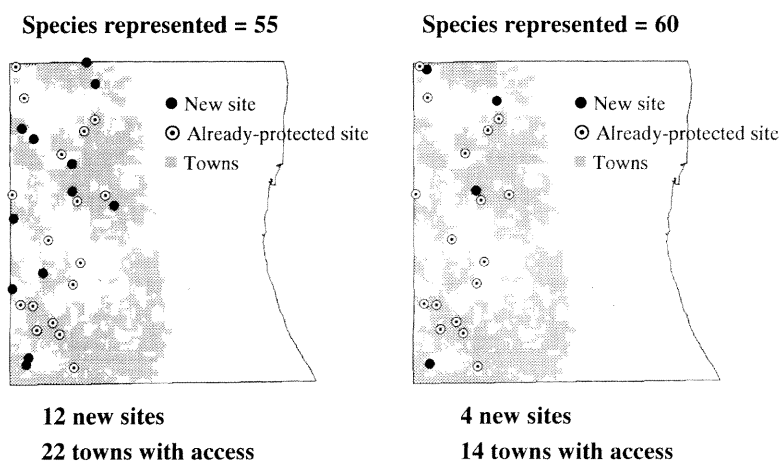 Species represented = 55
New site
Already-protected site
Towns
12 new sites
22 towns with access
Species represented = 60
New site
Already-protected site
Towns
4 new sites
14 towns with access